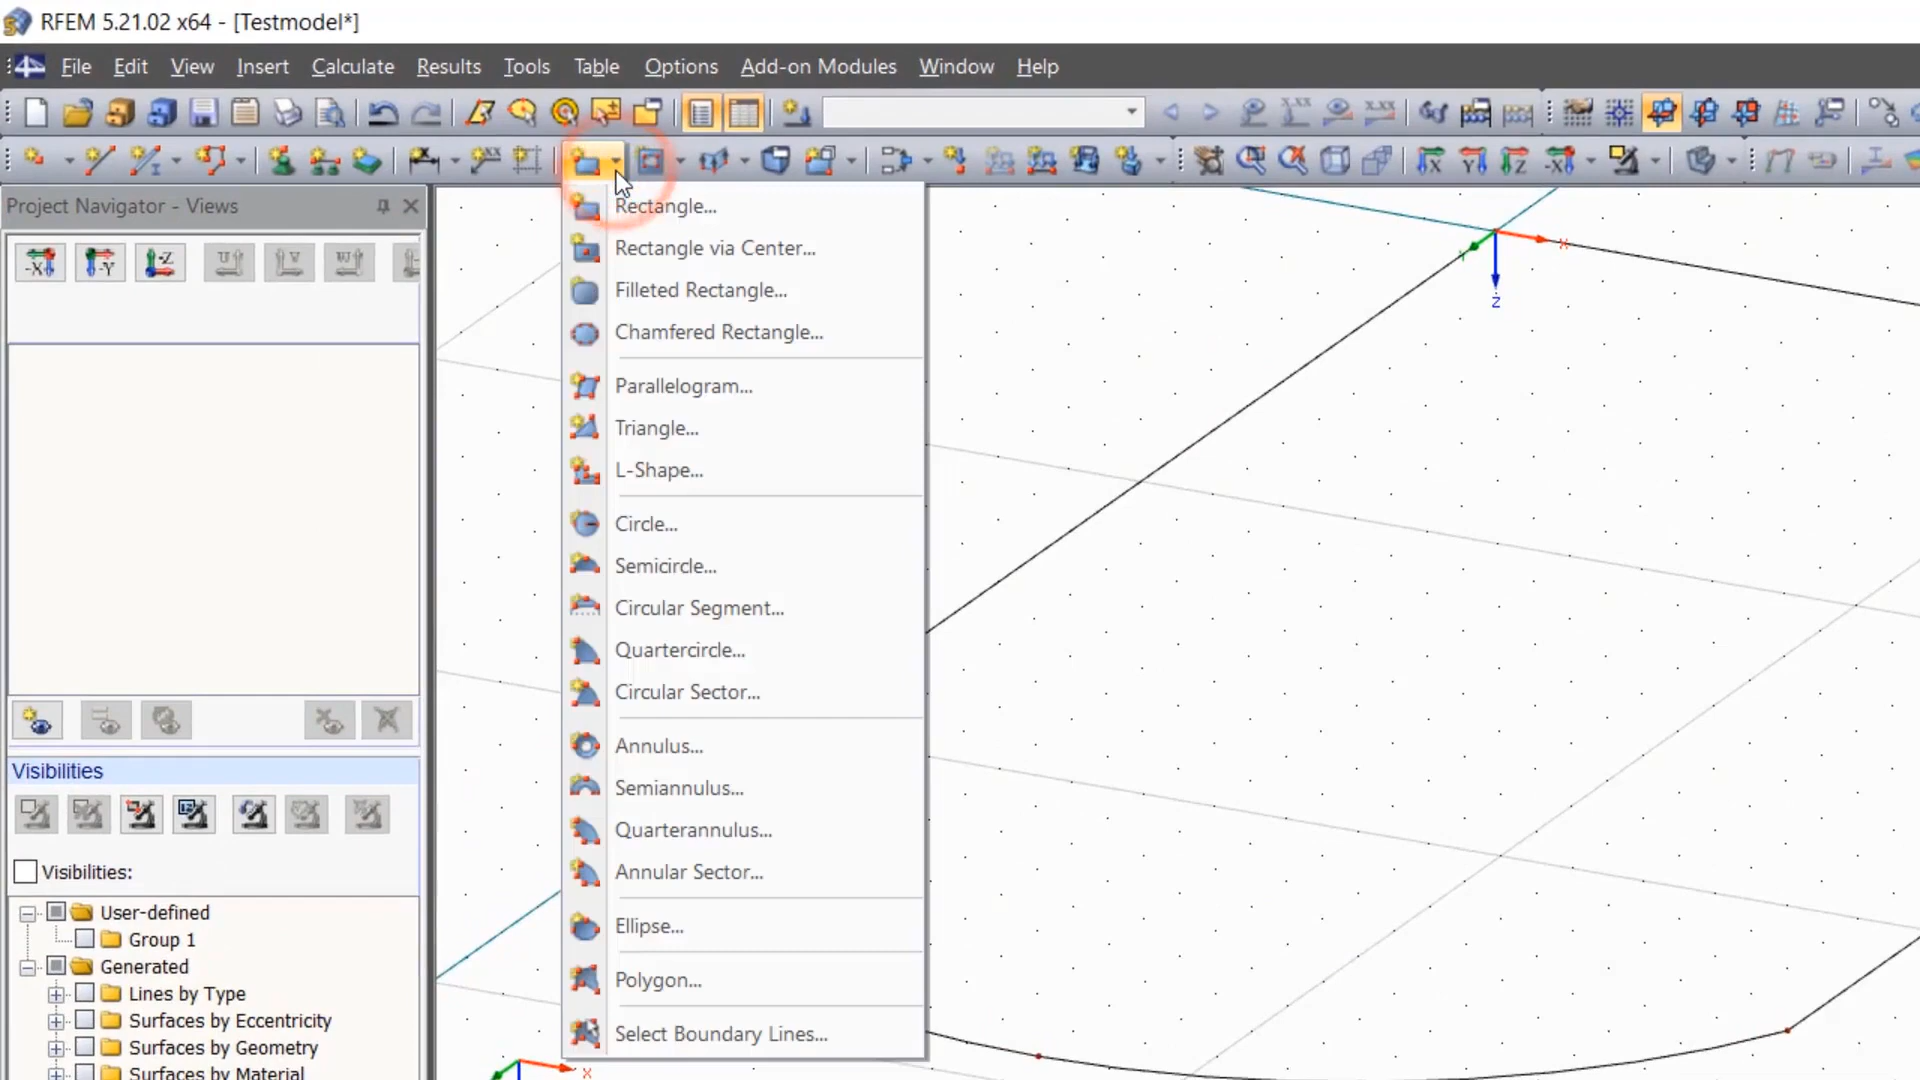 RFEM 5.21.02 x64 - [Testmodel*]
File Edit View Insert Calculate Results Tools Table Options Add-on Modules Window Help
X.XX X.XX
Project Navigator - Views
-X -Y -Z
Rectangle...
Rectangle via Center...
Filleted Rectangle...
Chamfered Rectangle...
Parallelogram...
Triangle...
L-Shape...
Circle...
Semicircle...
Circular Segment...
Quartercircle...
Circular Sector...
Annulus...
Semiannulus...
Quarterannulus...
Annular Sector...
Ellipse...
Polygon...
Select Boundary Lines...
Visibilities
Visibilities:
User-defined
Group 1
Generated
Lines by Type
Surfaces by Eccentricity
Surfaces by Geometry
Surfaces by Material
X
Y
Z
X